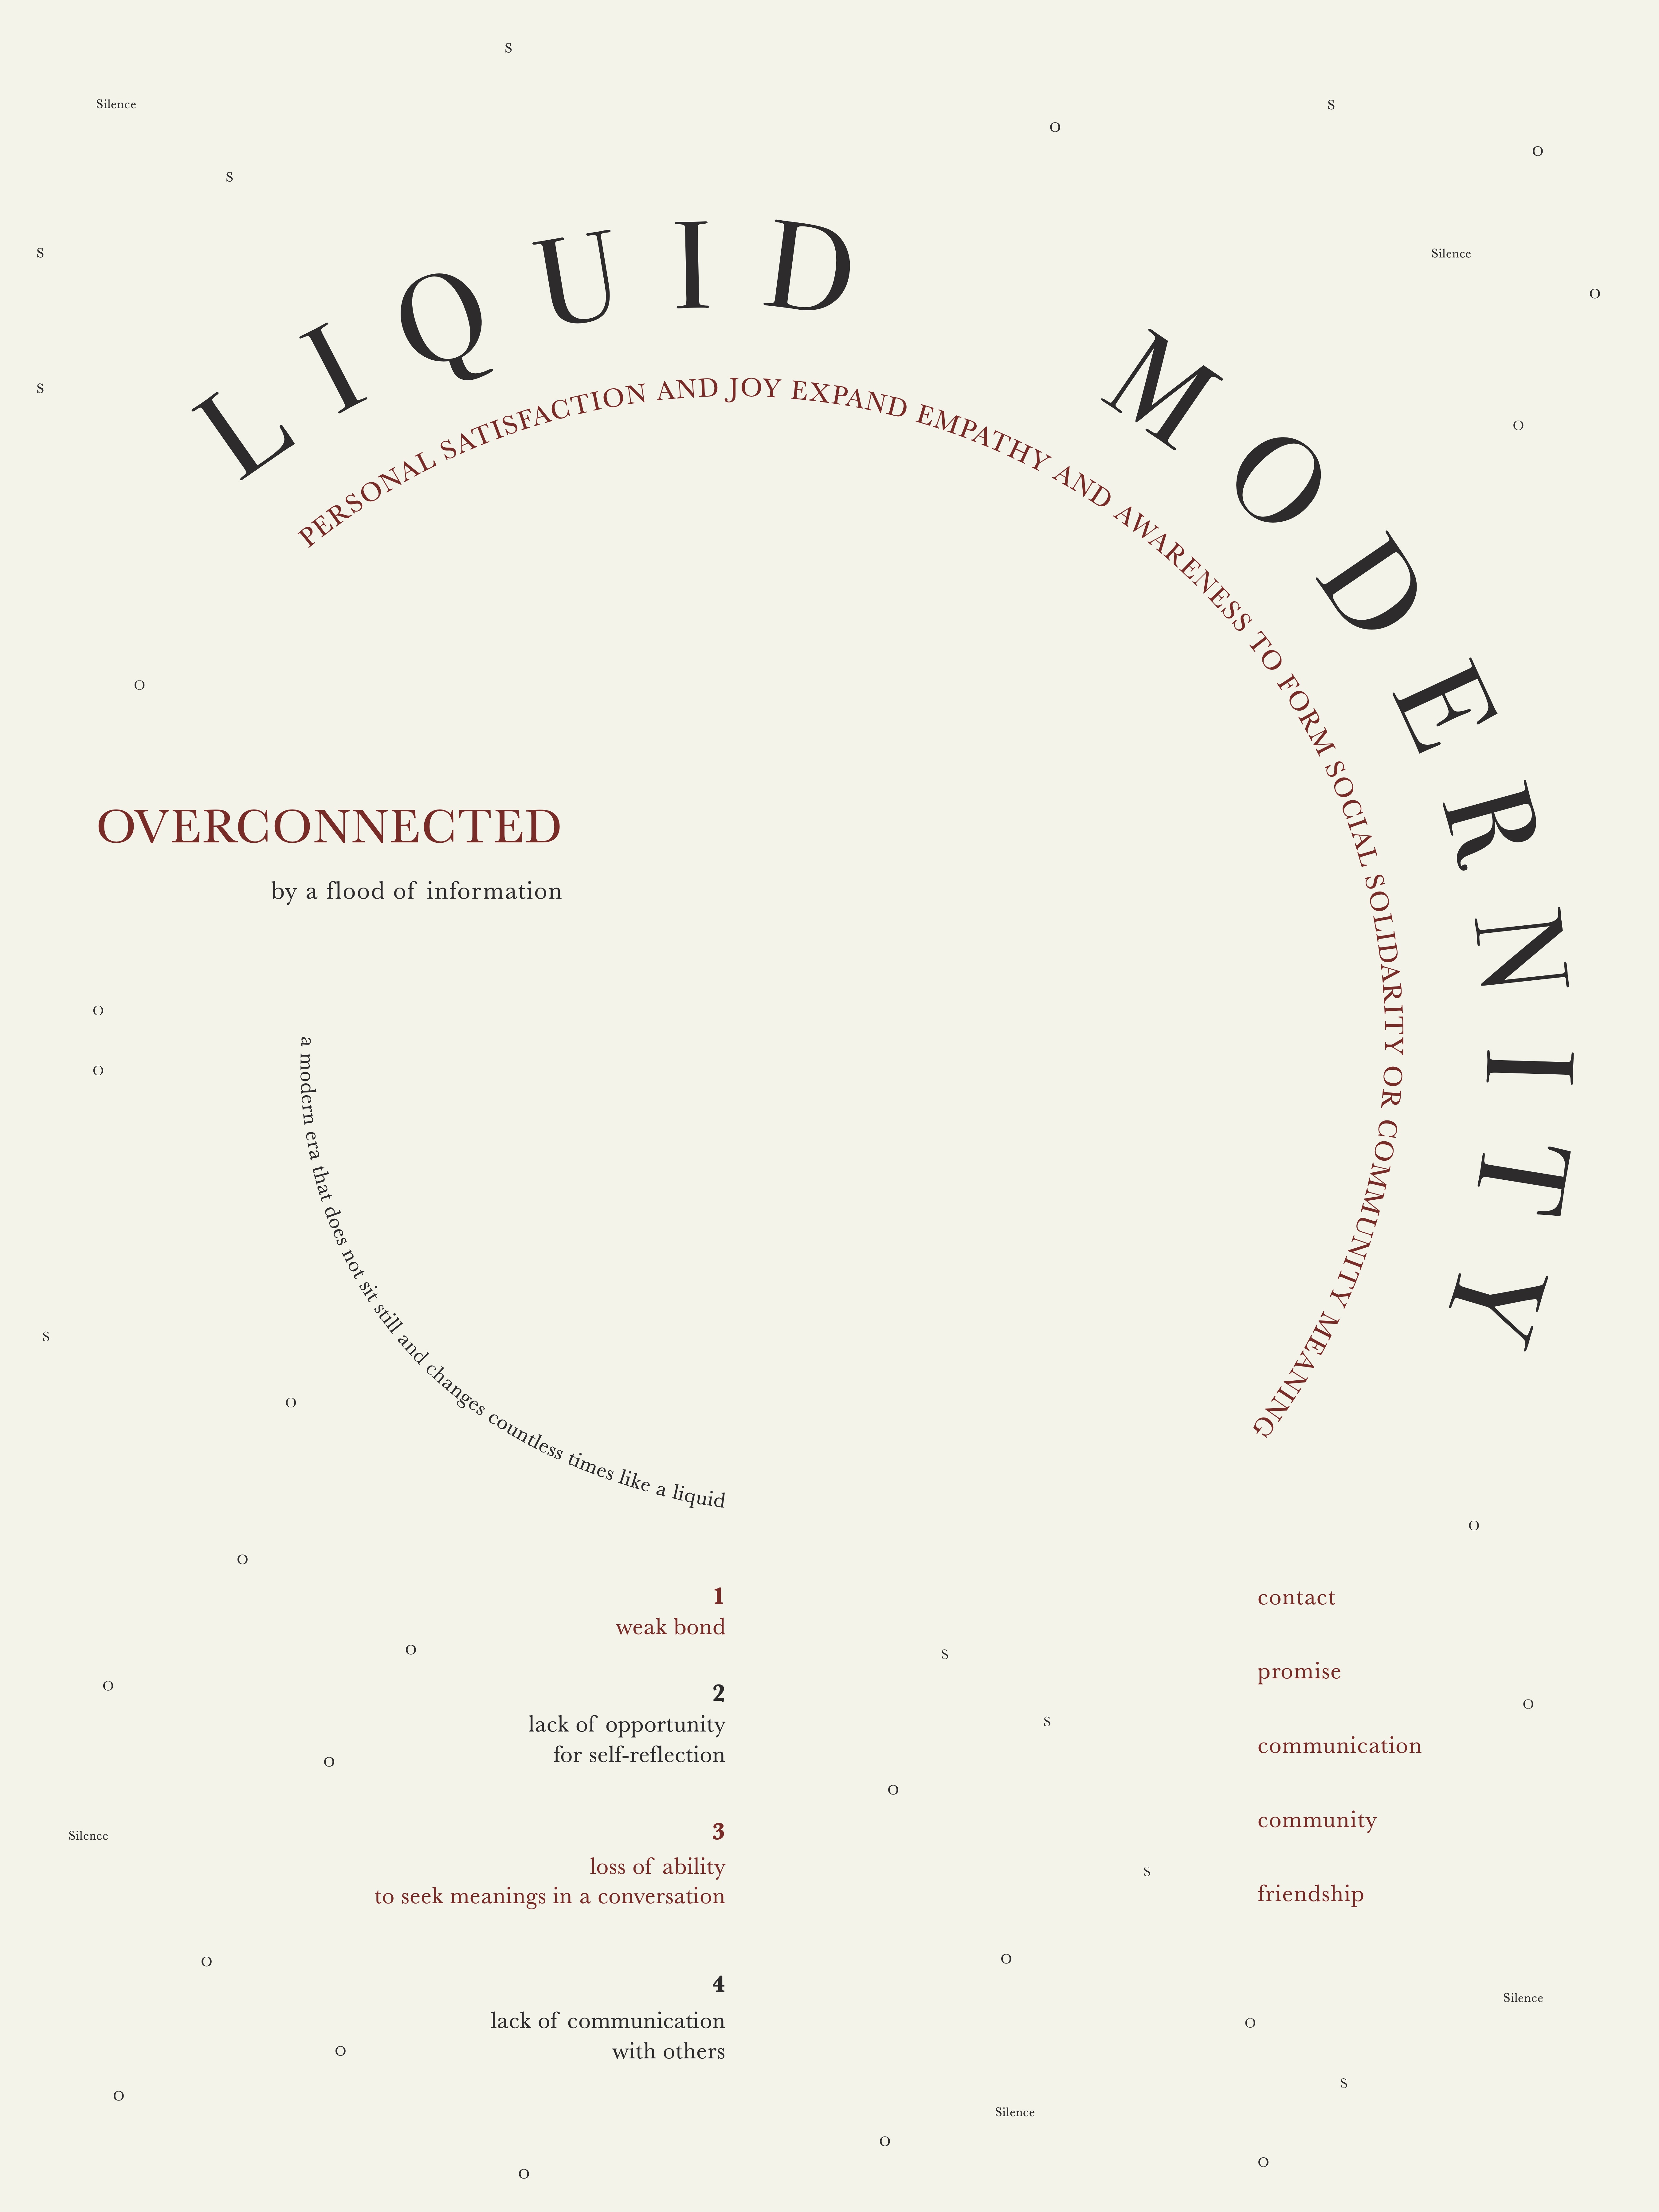 S
Silence
S
O
O
S
S
Silence
O
LIQUID MODERNITY
S
O
PERSONAL SATISFACTION AND JOY EXPAND EMPATHY AND AWARENESS TO FORM SOCIAL SOLIDARITY OR COMMUNITY MEANING
O
OVERCONNECTED
by a flood of information
O
a modern era that does not sit still and changes countless times like a liquid
O
S
O
O
O
1
weak bond
2
lack of opportunity
for self-reflection
3
loss of ability
to seek meanings in a conversation
4
lack of communication
with others
contact
promise
communication
community
friendship
O
S
O
O
S
O
O
Silence
S
O
O
Silence
O
O
S
O
Silence
O
O
O